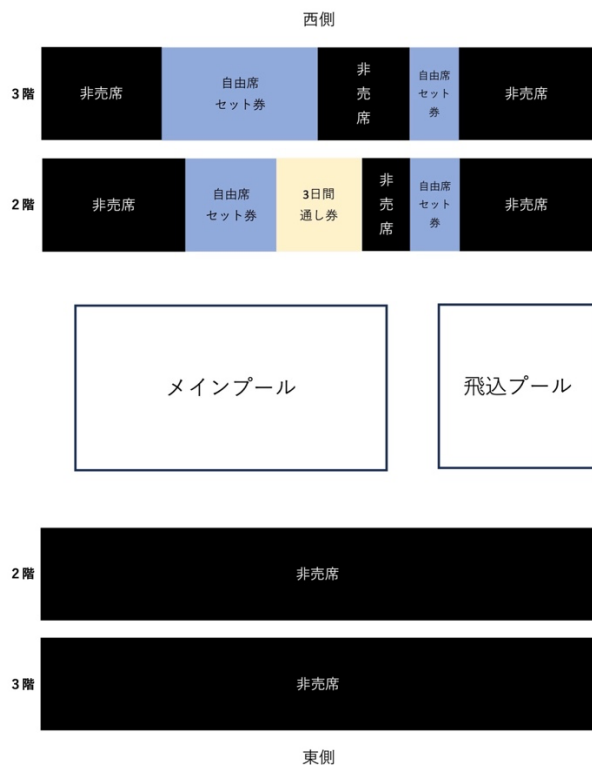 西側
3階
非売席
自由席
セット券
非
売
席
自由席
セット
券
非売席
2階
非売席
自由席
セット券
3日間
通し券
非
売
席
自由席
セット
券
非売席
メインプール
飛込プール
2階
非売席
3階
非売席
東側